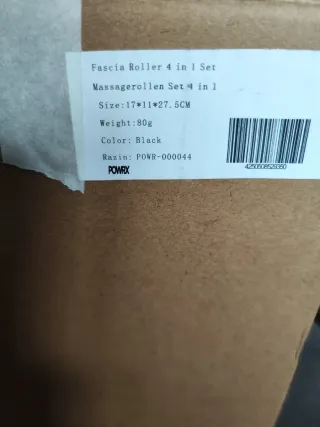 Fascia Roller 4 in 1 Set
Massagerollen Set 4 in 1
Size:17*11*27.5CM
Weight:80g
Color: Black
Razin: POWR-000044
POWRX